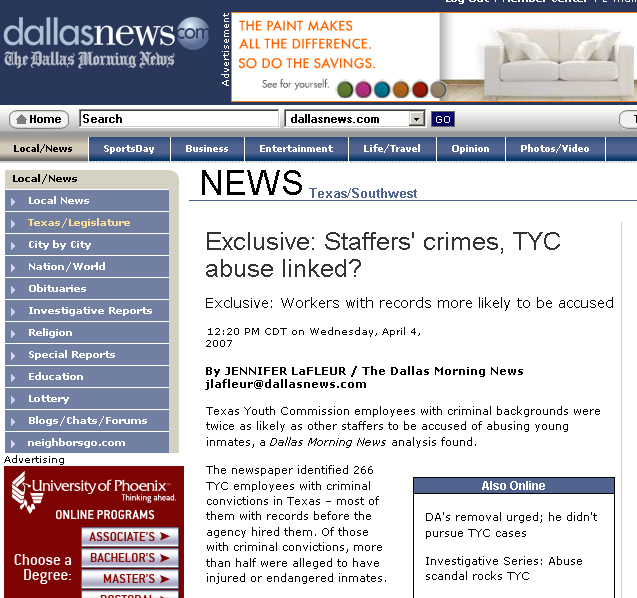 Log Out | Member Center |
dallasnews.com
The Dallas Morning News
Advertisement
THE PAINT MAKES
ALL THE DIFFERENCE.
SO DO THE SAVINGS.
See for yourself.
Home
Search
dallasnews.com
GO
Local/News
SportsDay
Business
Entertainment
Life/Travel
Opinion
Photos/Video
Local/News
Local News
Texas/Legislature
City by City
Nation/World
Obituaries
Investigative Reports
Religion
Special Reports
Education
Lottery
Blogs/Chats/Forums
neighborsgo.com
Advertising
University of Phoenix
Thinking ahead.
ONLINE PROGRAMS
Choose a
Degree:
ASSOCIATE'S
BACHELOR'S
MASTER'S
NEWS Texas/Southwest
Exclusive: Staffers' crimes, TYC
abuse linked?
Exclusive: Workers with records more likely to be accused
12:20 PM CDT on Wednesday, April 4,
2007
By JENNIFER LaFLEUR / The Dallas Morning News
jlafleur@dallasnews.com
Texas Youth Commission employees with criminal backgrounds were
twice as likely as other staffers to be accused of abusing young
inmates, a Dallas Morning News analysis found.
The newspaper identified 266
TYC employees with criminal
convictions in Texas – most of
them with records before the
agency hired them. Of those
with criminal convictions, more
than half were alleged to have
injured or endangered inmates.
Also Online
DA's removal urged; he didn't
pursue TYC cases
Investigative Series: Abuse
scandal rocks TYC